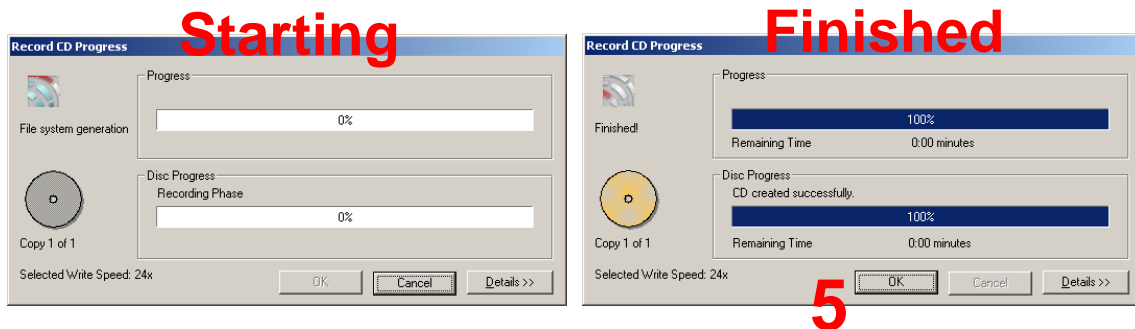 Starting
Record CD Progress
Progress
File system generation
0%
Disc Progress
Recording Phase
0%
Copy 1 of 1
Selected Write Speed: 24x
OK
Cancel
Details >>
Finished
Record CD Progress
Progress
100%
Finished!
Remaining Time 0:00 minutes
Disc Progress
CD created successfully.
100%
Copy 1 of 1
Remaining Time 0:00 minutes
Selected Write Speed: 24x
5
OK
Cancel
Details >>